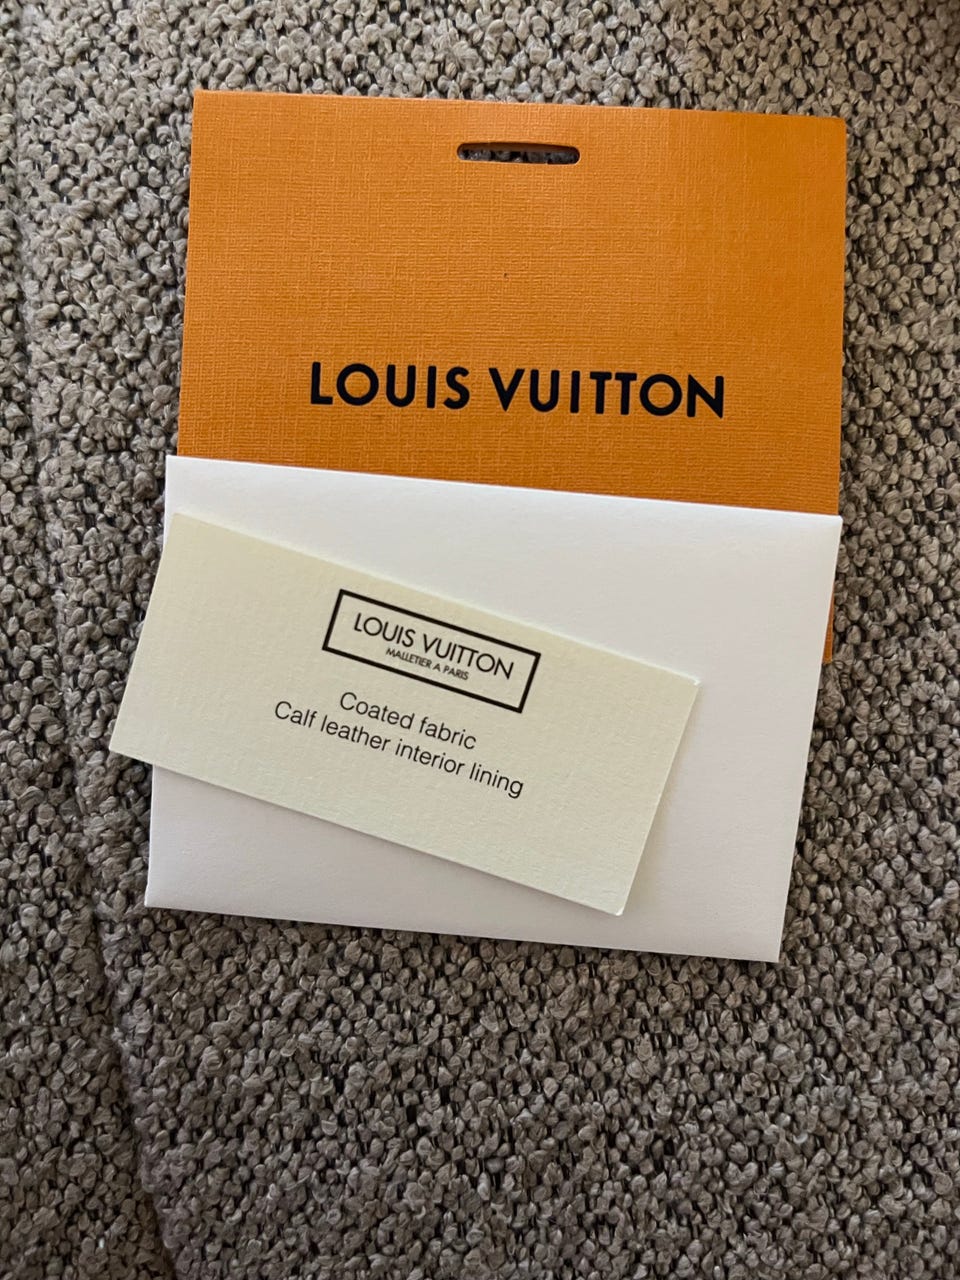 LOUIS VUITTON
LOUIS VUITTON
MALLETIER A PARIS
Coated fabric
Calf leather interior lining